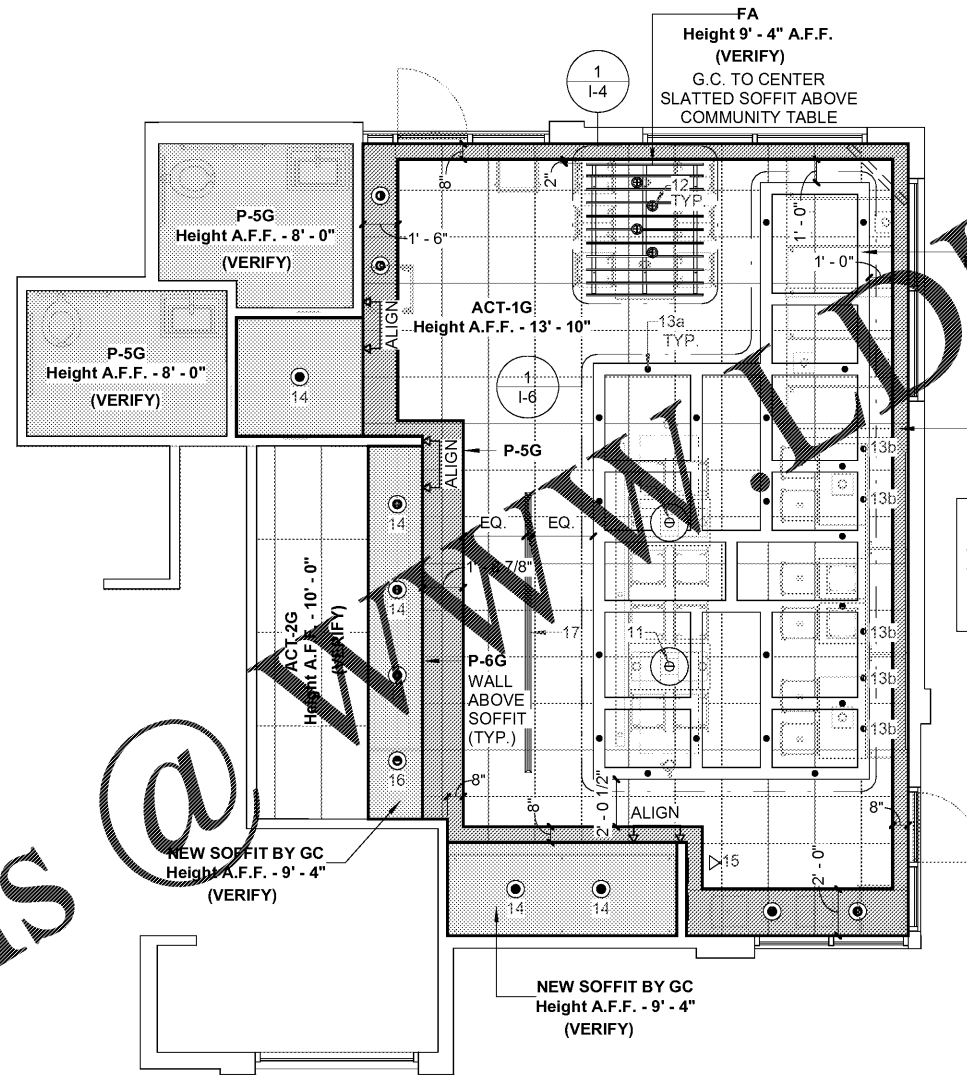 FA
Height 9' - 4" A.F.F.
(VERIFY)
G.C. TO CENTER
SLATTED SOFFIT ABOVE
COMMUNITY TABLE
1
I-4
8"
2"
12
TYP.
1' - 0"
1' - 0"
P-5G
Height A.F.F. - 8' - 0"
(VERIFY)
1' - 6"
ACT-1G
Height A.F.F. - 13' - 10"
ALIGN
13a
TYP.
P-5G
Height A.F.F. - 8' - 0"
(VERIFY)
14
1
I-6
P-5G
ALIGN
13b
13b
14
EQ.
EQ.
14
ACT-2G
Height A.F.F. - 10' - 0"
(VERIFY)
17
11
13b
13b
13b
P-6G
WALL
ABOVE
SOFFIT
(TYP.)
16
8"
8"
2' - 0 1/2"
ALIGN
8"
15
2' - 0"
NEW SOFFIT BY GC
Height A.F.F. - 9' - 4"
(VERIFY)
14
14
NEW SOFFIT BY GC
Height A.F.F. - 9' - 4"
(VERIFY)
s @ WWW.LD